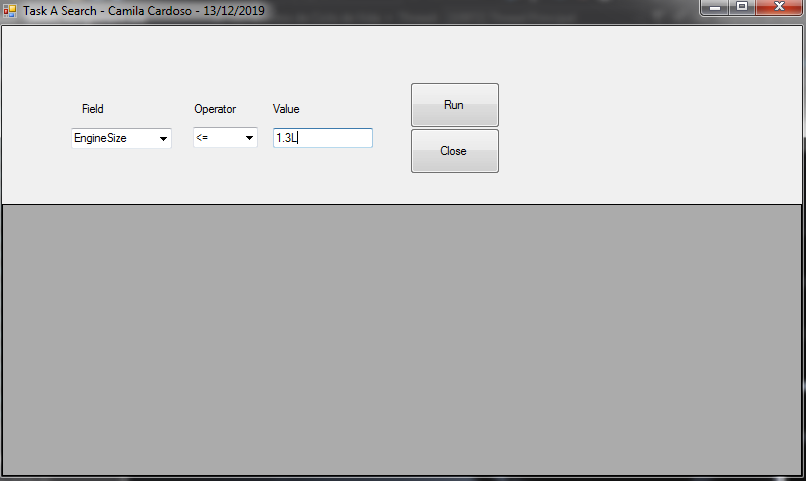 Task A Search - Camila Cardoso - 13/12/2019
Field Operator Value
EngineSize <= 1.3L
Run
Close